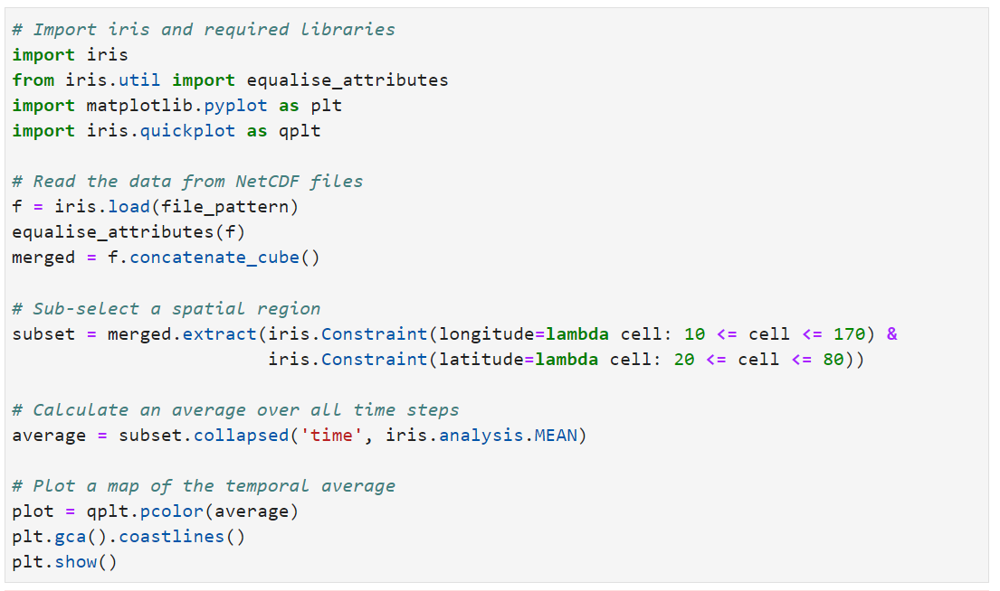 # Import iris and required libraries
import iris
from iris.util import equalise_attributes
import matplotlib.pyplot as plt
import iris.quickplot as qplt
# Read the data from NetCDF files
f = iris.load(file_pattern)
equalise_attributes(f)
merged = f.concatenate_cube()
# Sub-select a spatial region
subset = merged.extract(iris.Constraint(longitude=lambda cell: 10 <= cell <= 170) &
                        iris.Constraint(latitude=lambda cell: 20 <= cell <= 80))
# Calculate an average over all time steps
average = subset.collapsed('time', iris.analysis.MEAN)
# Plot a map of the temporal average
plot = qplt.pcolor(average)
plt.gca().coastlines()
plt.show()